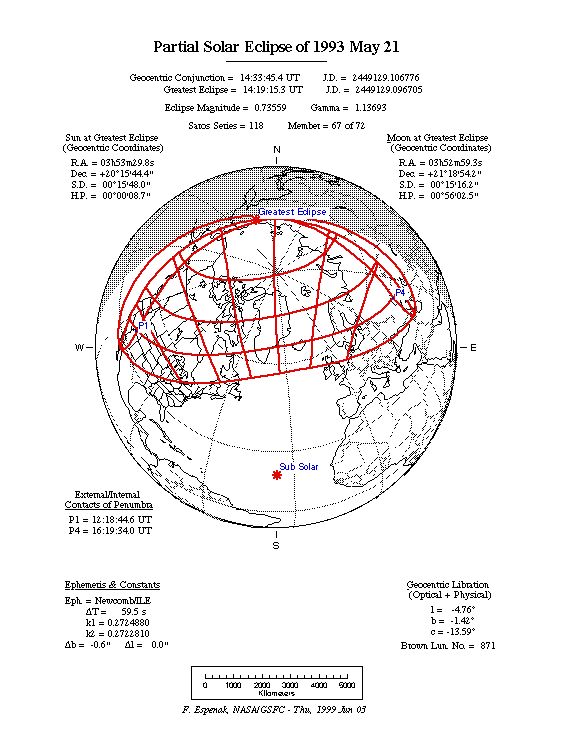 Partial Solar Eclipse of 1993 May 21
Geocentric Conjunction = 14:33:45.4 UT J.D. = 2449129.106776
Greatest Eclipse = 14:19:15.3 UT J.D. = 2449129.096705
Eclipse Magnitude = 0.73559 Gamma = 1.13693
Saros Series = 118 Member = 67 of 72
Sun at Greatest Eclipse
(Geocentric Coordinates)
R.A. = 03h53m29.8s
Dec. = +20°15'44.4"
S.D. = 00°15'48.0"
H.P. = 00°00'08.7"
Moon at Greatest Eclipse
(Geocentric Coordinates)
R.A. = 03h52m59.3s
Dec. = +21°18'54.2"
S.D. = 00°15'16.2"
H.P. = 00°56'02.5"
N
Greatest Eclipse
P4
P1
W
E
Sub Solar
S
External/Internal
Contacts of Penumbra
P1 = 12:18:44.6 UT
P4 = 16:19:34.0 UT
Ephemeris & Constants
Eph. = Newcomb/ILE
ΔT = 59.5 s
k1 = 0.2724880
k2 = 0.2722810
Δb = -0.6" Δl = 0.0"
Geocentric Libration
(Optical + Physical)
l = -4.76°
b = -1.42°
c = -13.59°
Brown Lun. No. = 871
0 1000 2000 3000 4000 5000
Kilometers
F. Espenak, NASA/GSFC - Thu, 1999 Jun 03